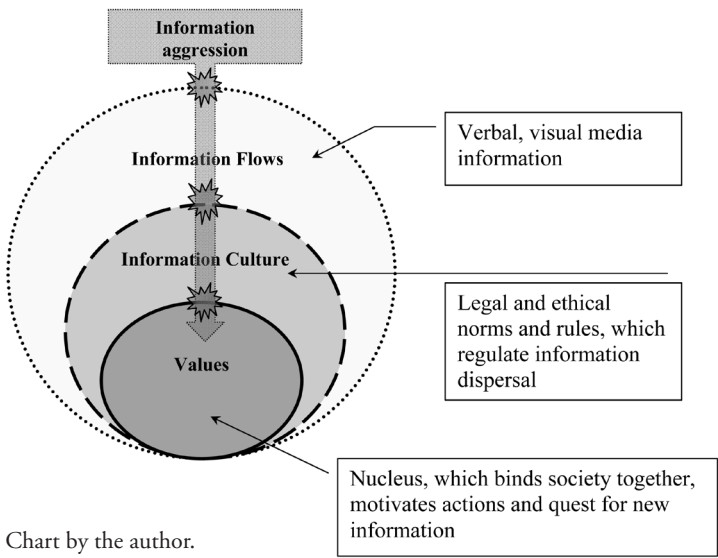 Information
aggression
Information Flows
Verbal, visual media
information
Information Culture
Legal and ethical
norms and rules, which
regulate information
dispersal
Values
Nucleus, which binds society together,
motivates actions and quest for new
information
Chart by the author.